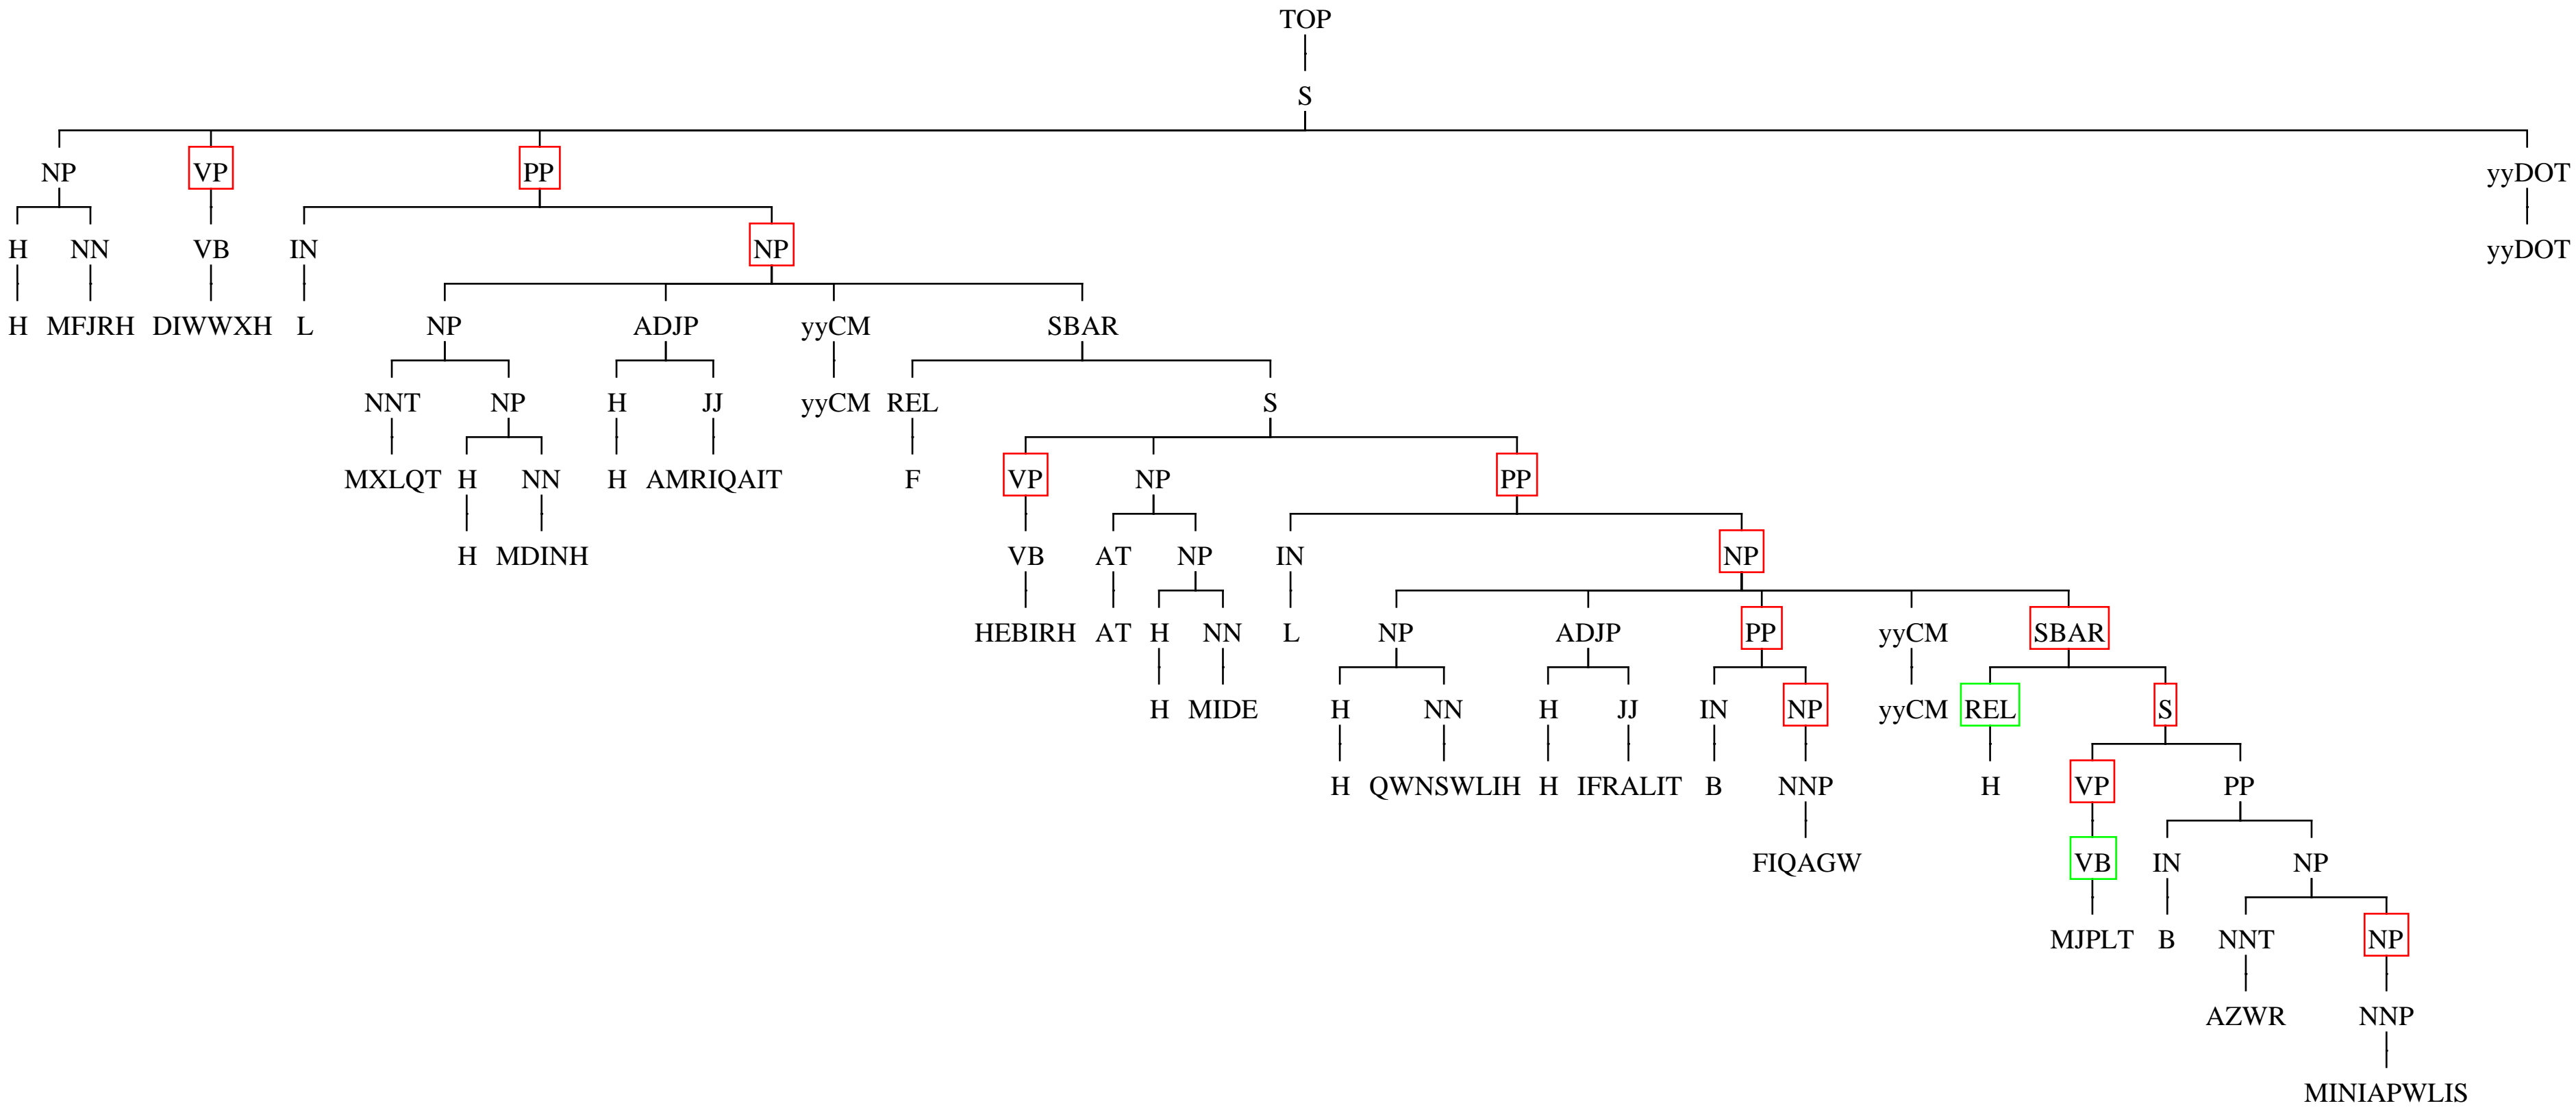 TOP
S
NP VP PP yyDOT
H NN VB IN NP yyDOT
H MFJRH DIWWXH L NP ADJP yyCM SBAR
NNT NP H JJ yyCM REL S
MXLQT H NN H AMRIQAIT F VP NP PP
H MDINH VB AT NP IN NP
HEBIRH AT H NN L NP ADJP PP yyCM SBAR
H MIDE H NN H JJ IN NP yyCM REL S
H QWNSWLIH H IFRALIT B NNP H VP PP
FIQAGW VB IN NP
MJPLT B NNT NP
AZWR NNP
MINIAPWLIS